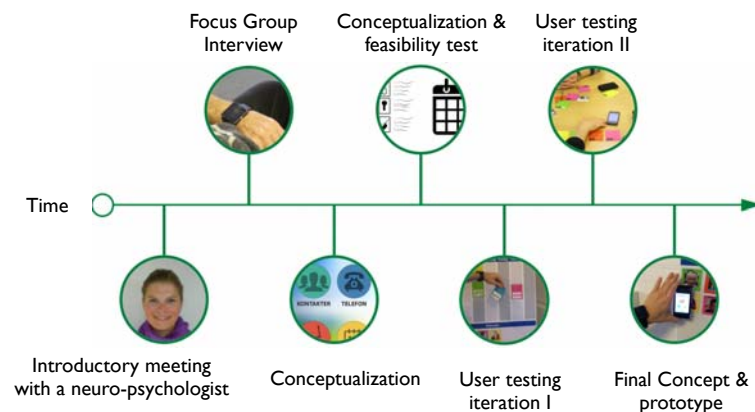 Focus Group
Interview
Conceptualization &
feasibility test
User testing
iteration II
Time
KONTAKTER
TELEFON
Introductory meeting
with a neuro-psychologist
Conceptualization
User testing
iteration I
Final Concept &
prototype